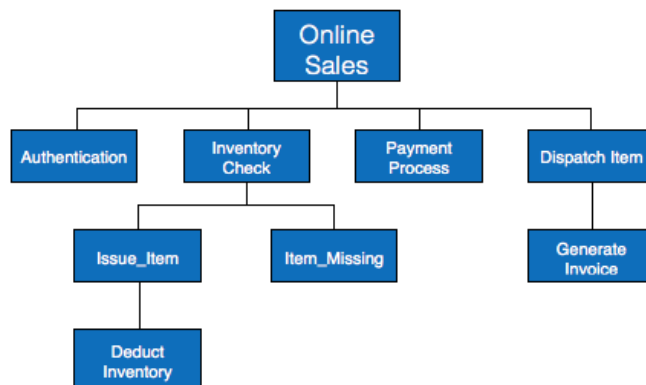 Online
Sales
Authentication
Inventory
Check
Payment
Process
Dispatch Item
Issue_Item
Item_Missing
Generate
Invoice
Deduct
Inventory